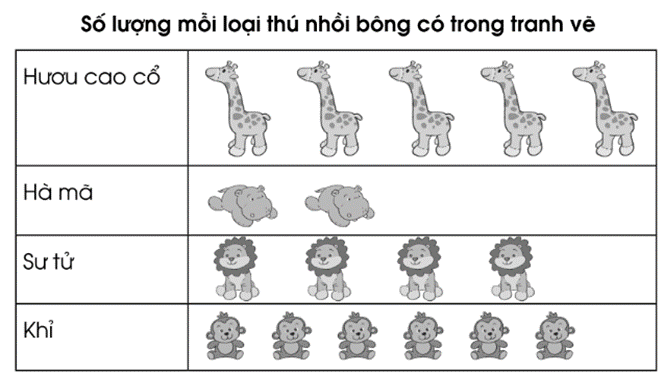 Số lượng mỗi loại thú nhồi bông có trong tranh vẽ
Hươu cao cổ
Hà mã
Sư tử
Khỉ